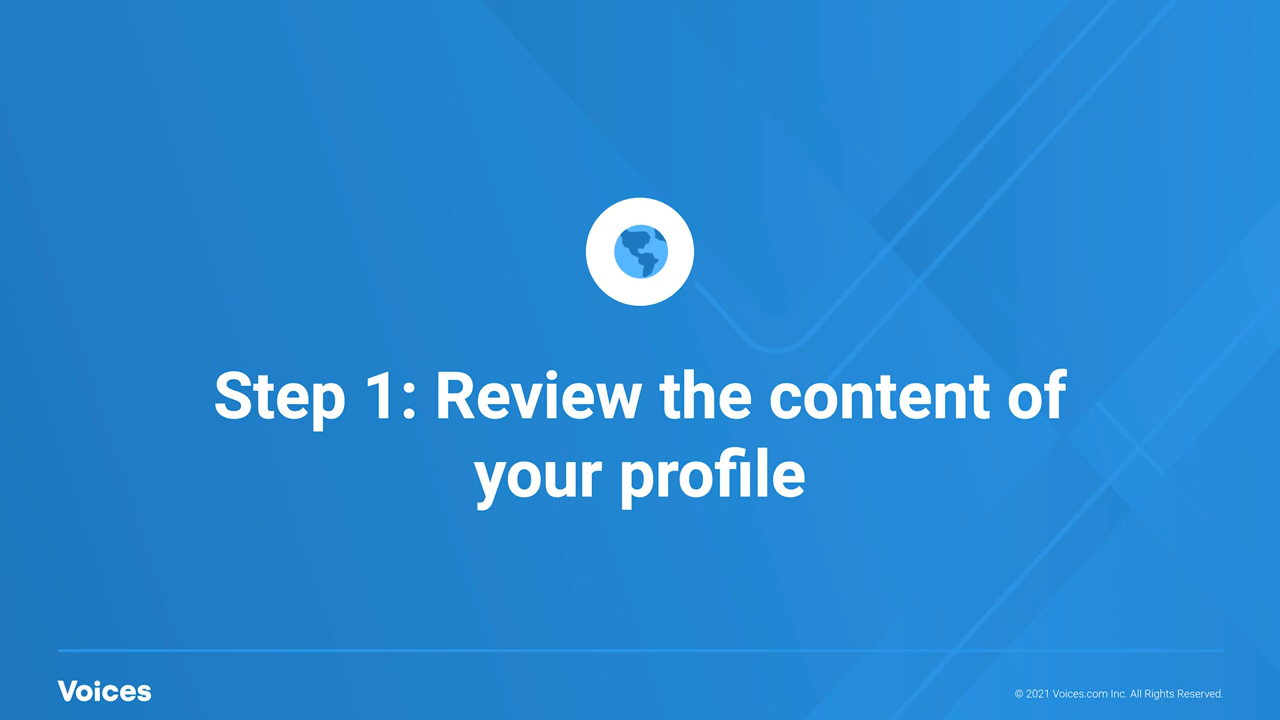 Step 1: Review the content of
your profile
Voices
© 2021 Voices.com Inc. All Rights Reserved.